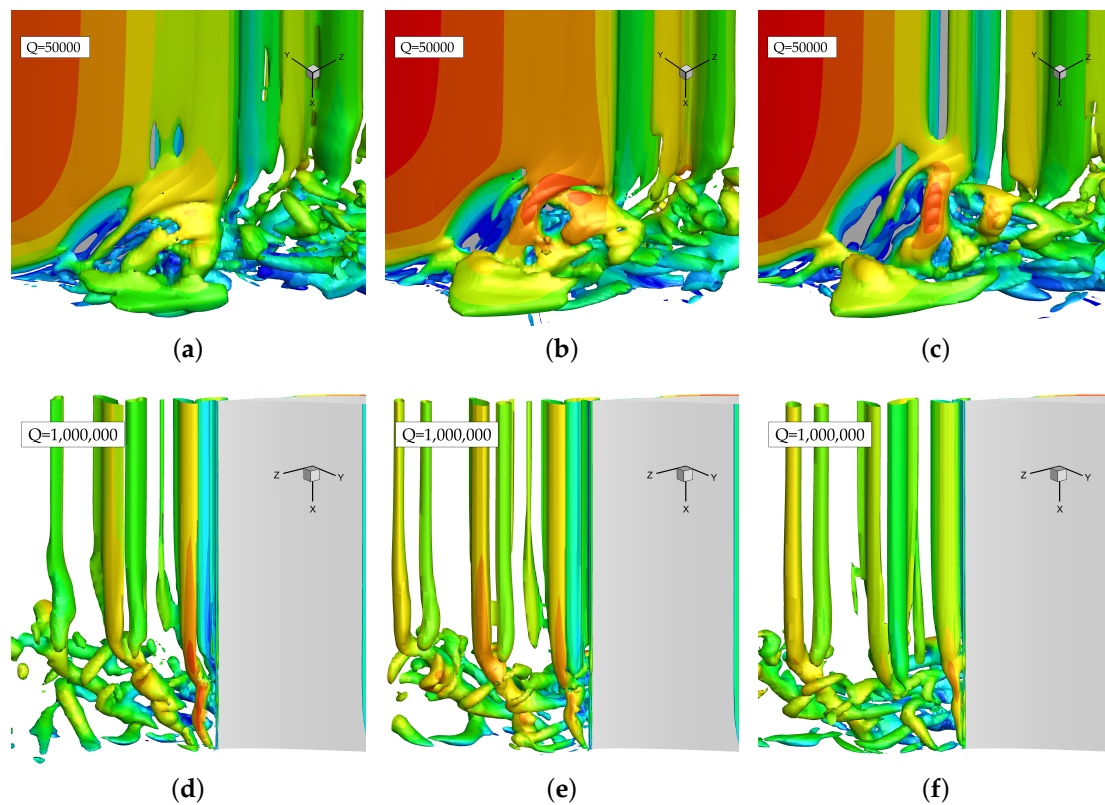 Q=50000
Y
Z
X
Q=50000
Y
Z
X
Q=50000
Y
Z
X
(a)
(b)
(c)
Q=1,000,000
Z
Y
X
Q=1,000,000
Z
Y
X
Q=1,000,000
Z
Y
X
(d)
(e)
(f)